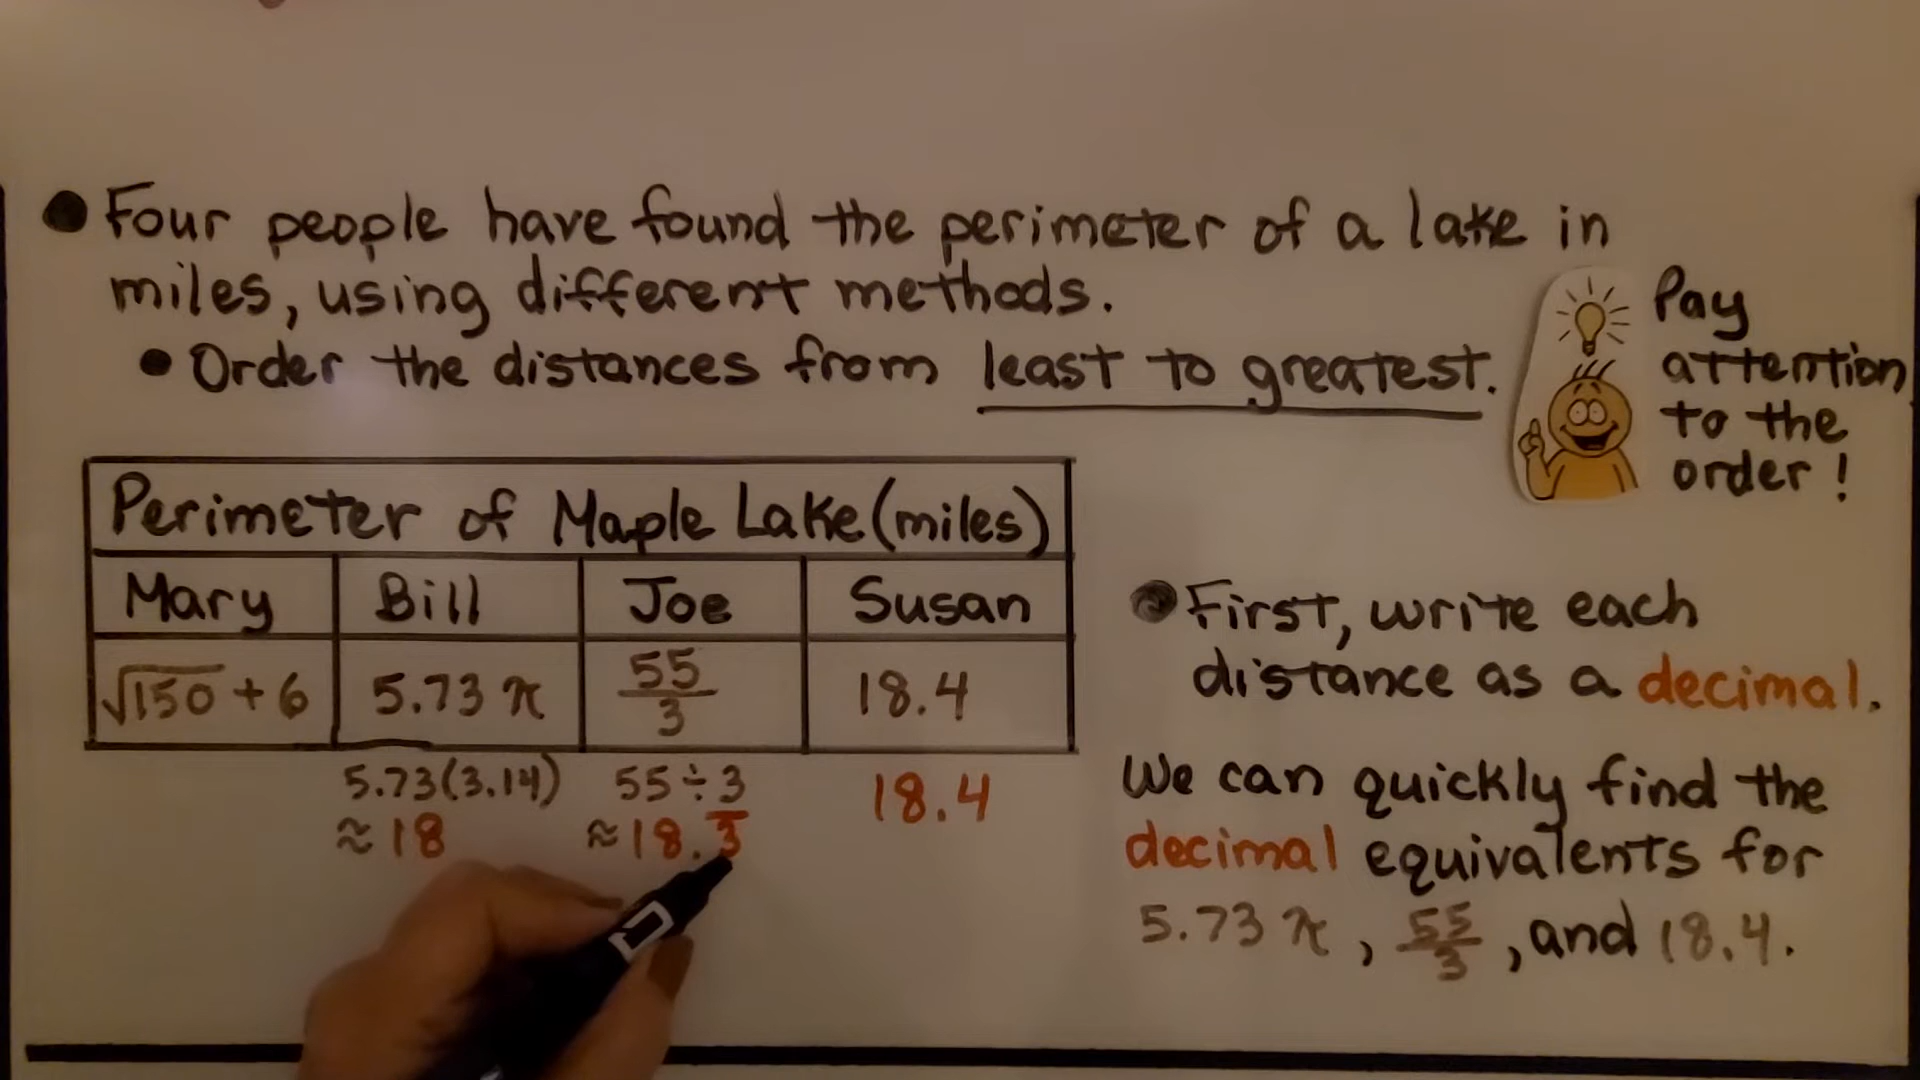 ● Four people have found the perimeter of a lake in
miles, using different methods.
● Order the distances from least to greatest.
Pay
attention
to the
order!
Perimeter of Maple Lake (miles)
Mary Bill Joe Susan
√150 + 6 5.73 π 55/3 18.4
5.73(3.14) 55÷3 18.4
≈ 18 ≈ 18.3̅
● First, write each
distance as a decimal.
We can quickly find the
decimal equivalents for
5.73 π, 55/3, and 18.4.